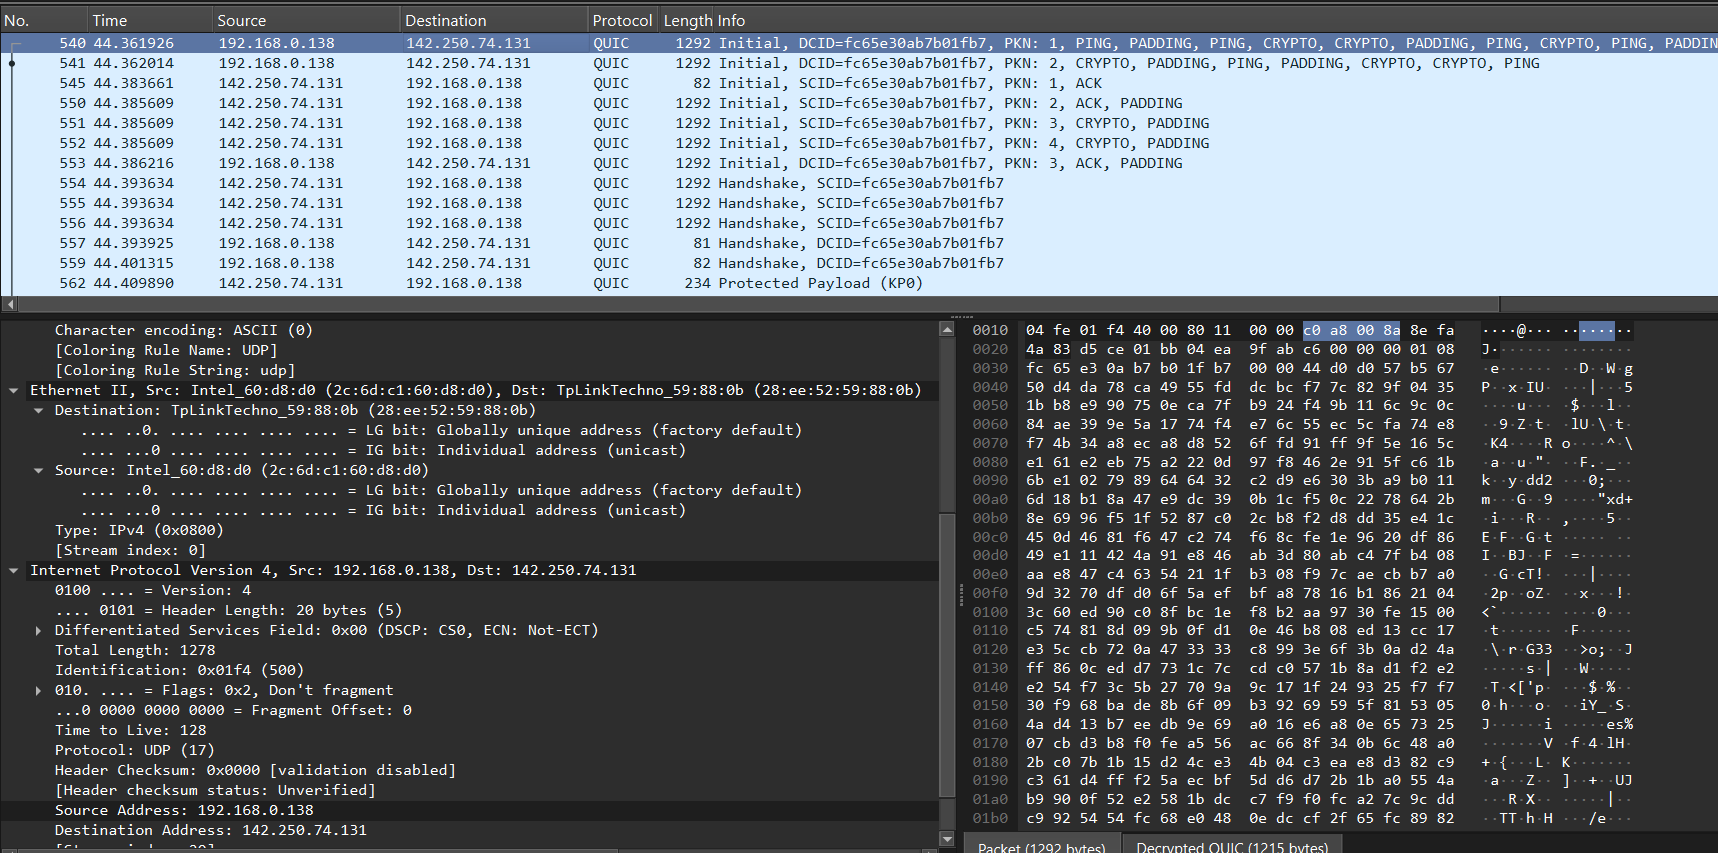 No. Time Source Destination Protocol Length Info
540 44.361926 192.168.0.138 142.250.74.131 QUIC 1292 Initial, DCID=fc65e30ab7b01fb7, PKN: 1, PING, PADDING, PING, CRYPTO, CRYPTO, PADDING, PING, CRYPTO, PING, PADDIN
541 44.362014 192.168.0.138 142.250.74.131 QUIC 1292 Initial, DCID=fc65e30ab7b01fb7, PKN: 2, CRYPTO, PADDING, PING, PADDING, CRYPTO, CRYPTO, PING
545 44.383661 142.250.74.131 192.168.0.138 QUIC 82 Initial, SCID=fc65e30ab7b01fb7, PKN: 1, ACK
550 44.385609 142.250.74.131 192.168.0.138 QUIC 1292 Initial, SCID=fc65e30ab7b01fb7, PKN: 2, ACK, PADDING
551 44.385609 142.250.74.131 192.168.0.138 QUIC 1292 Initial, SCID=fc65e30ab7b01fb7, PKN: 3, CRYPTO, PADDING
552 44.385609 142.250.74.131 192.168.0.138 QUIC 1292 Initial, SCID=fc65e30ab7b01fb7, PKN: 4, CRYPTO, PADDING
553 44.386216 192.168.0.138 142.250.74.131 QUIC 1292 Initial, DCID=fc65e30ab7b01fb7, PKN: 3, ACK, PADDING
554 44.393634 142.250.74.131 192.168.0.138 QUIC 1292 Handshake, SCID=fc65e30ab7b01fb7
555 44.393634 142.250.74.131 192.168.0.138 QUIC 1292 Handshake, SCID=fc65e30ab7b01fb7
556 44.393634 142.250.74.131 192.168.0.138 QUIC 1292 Handshake, SCID=fc65e30ab7b01fb7
557 44.393925 192.168.0.138 142.250.74.131 QUIC 81 Handshake, DCID=fc65e30ab7b01fb7
559 44.401315 192.168.0.138 142.250.74.131 QUIC 82 Handshake, DCID=fc65e30ab7b01fb7
562 44.409890 142.250.74.131 192.168.0.138 QUIC 234 Protected Payload (KP0)
Character encoding: ASCII (0)
[Coloring Rule Name: UDP]
[Coloring Rule String: udp]
Ethernet II, Src: Intel_60:d8:d0 (2c:6d:c1:60:d8:d0), Dst: TpLinkTechno_59:88:0b (28:ee:52:59:88:0b)
Destination: TpLinkTechno_59:88:0b (28:ee:52:59:88:0b)
.... ..0. .... .... .... .... = LG bit: Globally unique address (factory default)
.... ...0 .... .... .... .... = IG bit: Individual address (unicast)
Source: Intel_60:d8:d0 (2c:6d:c1:60:d8:d0)
.... ..0. .... .... .... .... = LG bit: Globally unique address (factory default)
.... ...0 .... .... .... .... = IG bit: Individual address (unicast)
Type: IPv4 (0x0800)
[Stream index: 0]
Internet Protocol Version 4, Src: 192.168.0.138, Dst: 142.250.74.131
0100 .... = Version: 4
.... 0101 = Header Length: 20 bytes (5)
Differentiated Services Field: 0x00 (DSCP: CS0, ECN: Not-ECT)
Total Length: 1278
Identification: 0x01f4 (500)
010. .... = Flags: 0x2, Don't fragment
...0 0000 0000 0000 = Fragment Offset: 0
Time to Live: 128
Protocol: UDP (17)
Header Checksum: 0x0000 [validation disabled]
[Header checksum status: Unverified]
Source Address: 192.168.0.138
Destination Address: 142.250.74.131
0010 04 fe 01 f4 40 00 80 11 00 00 c0 a8 00 8a 8e fa ····@··· ········
0020 4a 83 d5 ce 01 bb 04 ea 9f ab c6 00 00 00 01 08 J······· ········
0030 fc 65 e3 0a b7 b0 1f b7 00 00 44 d0 d0 57 b5 67 ·e······ ··D··W·g
0040 50 d4 da 78 ca 49 55 fd dc bc f7 7c 82 9f 04 35 P··x·IU· ···|···5
0050 1b b8 e9 90 75 0e ca 7f b9 24 f4 9b 11 6c 9c 0c ····u··· ·$···l··
0060 84 ae 39 9e 5a 17 74 f4 e7 6c 55 ec 5c fa 74 e8 ··9·Z·t· ·lU·\·t·
0070 f7 4b 34 a8 ec a8 d8 52 6f fd 91 ff 9f 5e 16 5c ·K4····R o····^·\
0080 e1 61 e2 eb 75 a2 22 0d 97 f8 46 2e 91 5f c6 1b ·a··u·"· ··F.·_··
0090 6b e1 02 79 89 64 64 32 c2 d9 e6 30 3b a9 b0 11 k··y·dd2 ···0;···
00a0 6d 18 b1 8a 47 e9 dc 39 0b 1c f5 0c 22 78 64 2b m···G··9 ····"xd+
00b0 8e 69 96 f5 1f 52 87 c0 2c b8 f2 d8 dd 35 e4 1c ·i···R·· ,····5··
00c0 45 0d 46 81 f6 47 c2 74 f6 8c fe 1e 96 20 df 86 E·F··G·t ····· ··
00d0 49 e1 11 42 4a 91 e8 46 ab 3d 80 ab c4 7f b4 08 I··BJ··F ·=······
00e0 aa e8 47 c4 63 54 21 1f b3 08 f9 7c ae cb b7 a0 ··G·cT!· ···|····
00f0 9d 32 70 df d0 6f 5a ef bf a8 78 16 b1 86 21 04 ·2p··oZ· ··x···!·
0100 3c 60 ed 90 c0 8f bc 1e f8 b2 aa 97 30 fe 15 00 <`······ ····0···
0110 c5 74 81 8d 09 9b 0f d1 0e 46 b8 08 ed 13 cc 17 ·t······ ·F······
0120 e3 5c cb 72 0a 47 33 33 c8 99 3e 6f 3b 0a d2 4a ·\·r·G33 ··>o;··J
0130 ff 86 0c ed d7 73 1c 7c cd c0 57 1b 8a d1 f2 e2 ·····s·| ··W·····
0140 e2 54 f7 3c 5b 27 70 9a 9c 17 1f 24 93 25 f7 f7 ·T·<['p· ···$·%··
0150 30 f9 68 ba de 8b 6f 09 b3 92 69 59 5f 81 53 05 0·h···o· ··iY_·S·
0160 4a d4 13 b7 ee db 9e 69 a0 16 e6 a8 0e 65 73 25 J······i ·····es%
0170 07 cb d3 b8 f0 fe a5 56 ac 66 8f 34 0b 6c 48 a0 ·······V ·f·4·lH·
0180 2b c0 7b 1b 15 d2 4c e3 4b 04 c3 ea e8 d3 82 c9 +·{···L· K·······
0190 c3 61 d4 ff f2 5a ec bf 5d d6 d7 2b 1b a0 55 4a ·a···Z·· ]··+··UJ
01a0 b9 90 0f 52 e2 58 1b dc c7 f9 f0 fc a2 7c 9c dd ···R·X·· ·····|··
01b0 c9 92 54 54 fc 68 e0 48 0e dc cf 2f 65 fc 89 82 ··TT·h·H ···/e···
Packet (1292 bytes) Decrypted QUIC (1215 bytes)